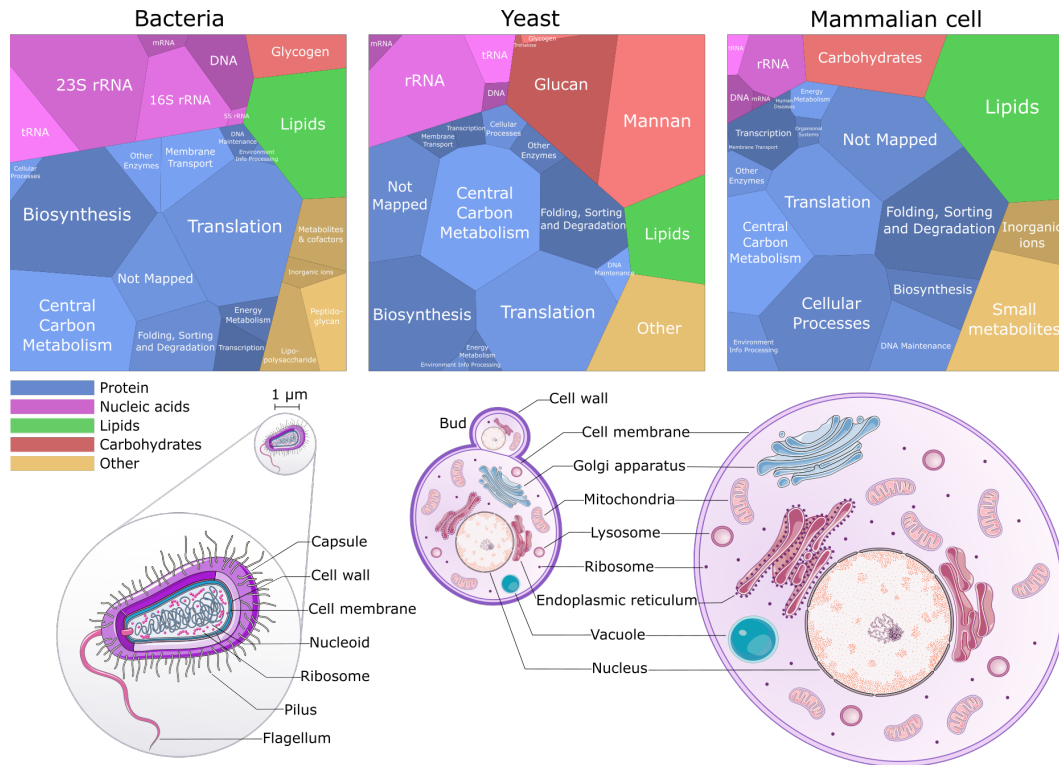 Bacteria
Yeast
Mammalian cell
mRNA
DNA
Glycogen
23S rRNA
16S rRNA
5S rRNA
Lipids
tRNA
DNA
Maintenance
Environment
Info Processing
Cellular
Processes
Other
Enzymes
Membrane
Transport
Biosynthesis
Translation
Metabolites
& cofactors
Not Mapped
Inorganic ions
Central
Carbon
Metabolism
Folding, Sorting
and Degradation
Energy
Metabolism
Transcription
Peptido-
glycan
Lipo-
polysaccharide
mRNA
tRNA
Glycogen
Trehalose
rRNA
DNA
Glucan
Mannan
Transcription
Membrane
Transport
Cellular
Processes
Other
Enzymes
Not
Mapped
Central
Carbon
Metabolism
Folding, Sorting
and Degradation
Lipids
DNA
Maintenance
Biosynthesis
Translation
Other
Energy
Metabolism
Environment Info Processing
tRNA
rRNA
Carbohydrates
DNA
mRNA
Human
Diseases
Energy
Metabolism
Lipids
Transcription
Organismal
Systems
Not Mapped
Membrane Transport
Other
Enzymes
Translation
Folding, Sorting
and Degradation
Inorganic
ions
Central
Carbon
Metabolism
Biosynthesis
Cellular
Processes
Small
metabolites
Environment
Info Processing
DNA Maintenance
Protein
Nucleic acids
Lipids
Carbohydrates
Other
1 µm
Capsule
Cell wall
Cell membrane
Nucleoid
Ribosome
Pilus
Flagellum
Bud
Cell wall
Cell membrane
Golgi apparatus
Mitochondria
Lysosome
Ribosome
Endoplasmic reticulum
Vacuole
Nucleus